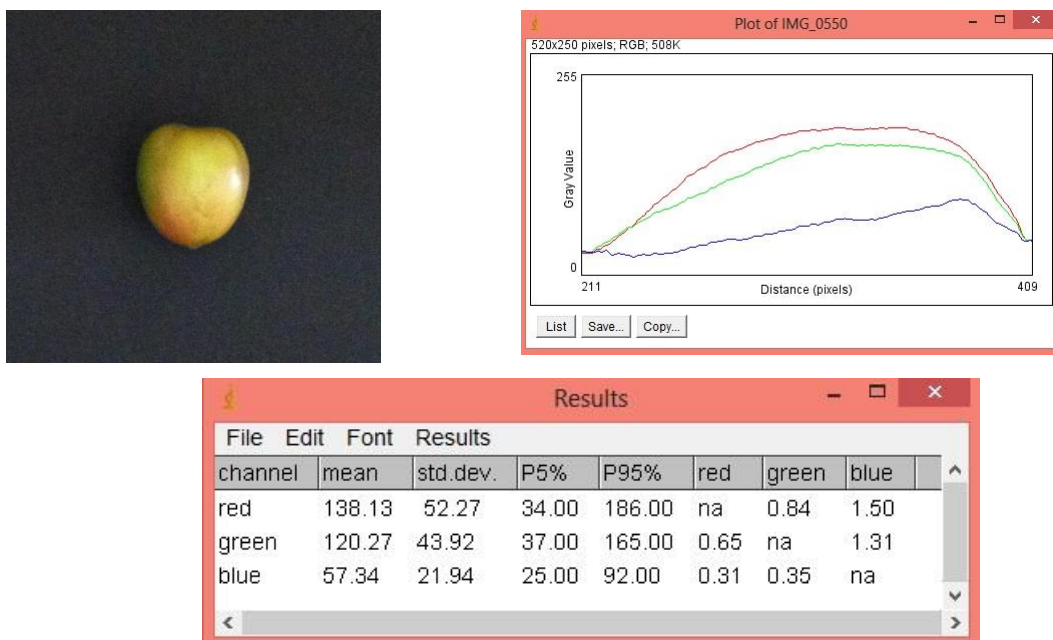 Plot of IMG_0550
520x250 pixels; RGB; 508K
255
Gray Value
0
211 Distance (pixels) 409
List Save... Copy...
Results
File Edit Font Results
channel mean std.dev. P5% P95% red green blue
red 138.13 52.27 34.00 186.00 na 0.84 1.50
green 120.27 43.92 37.00 165.00 0.65 na 1.31
blue 57.34 21.94 25.00 92.00 0.31 0.35 na